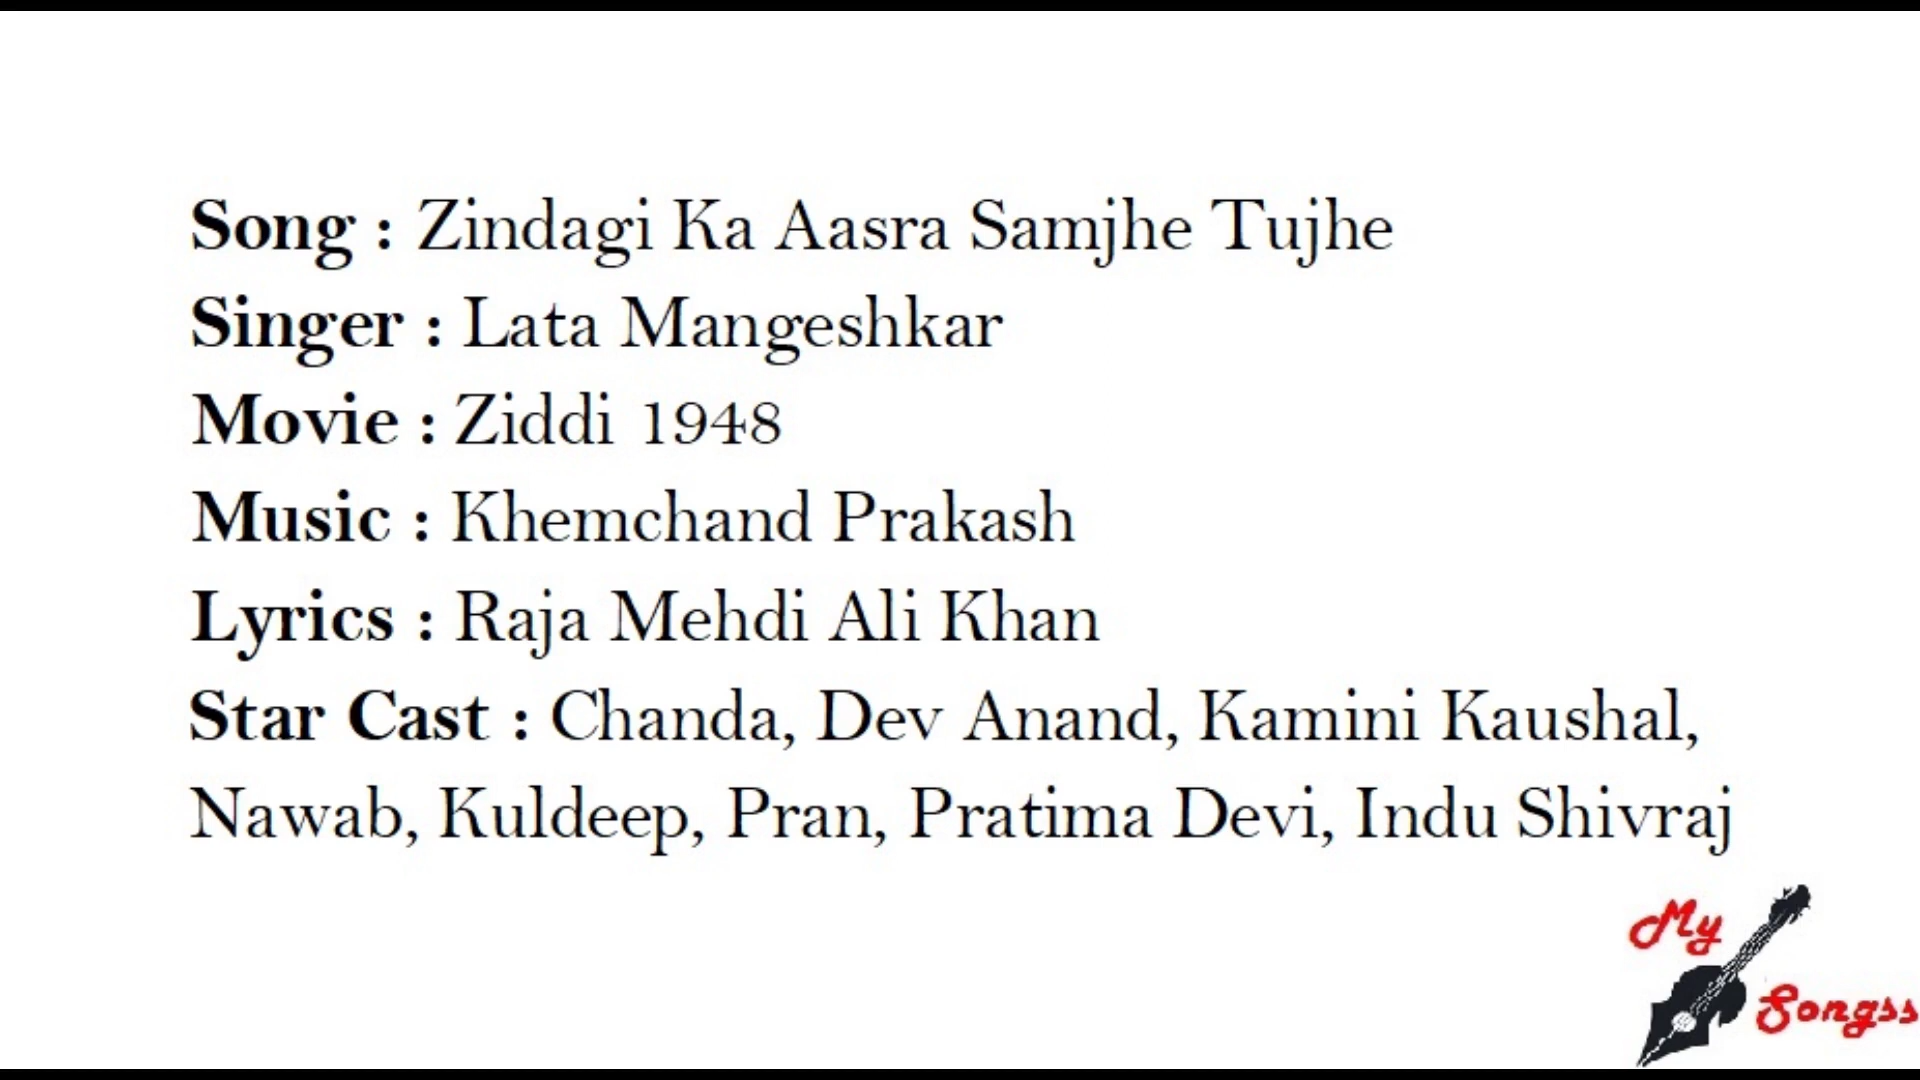 Song : Zindagi Ka Aasra Samjhe Tujhe
Singer : Lata Mangeshkar
Movie : Ziddi 1948
Music : Khemchand Prakash
Lyrics : Raja Mehdi Ali Khan
Star Cast : Chanda, Dev Anand, Kamini Kaushal,
Nawab, Kuldeep, Pran, Pratima Devi, Indu Shivraj
My
Songss